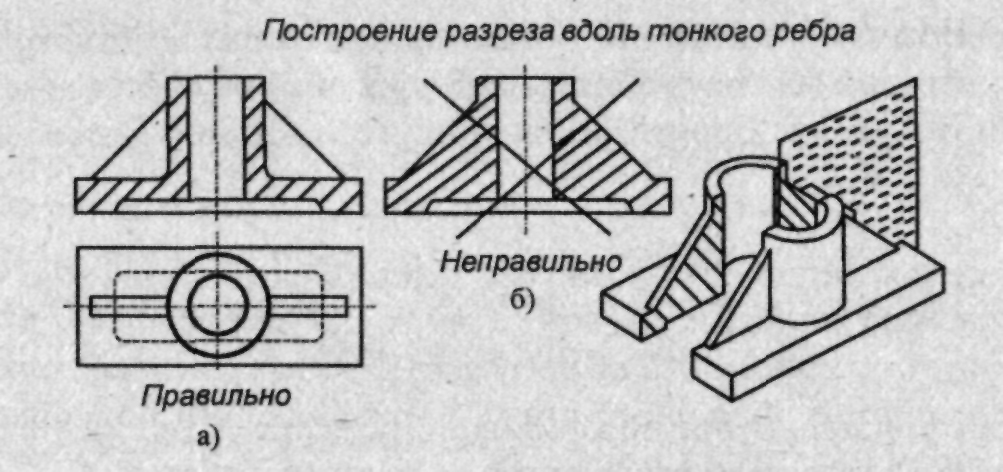 Построение разреза вдоль тонкого ребра
Неправильно
б)
Правильно
а)